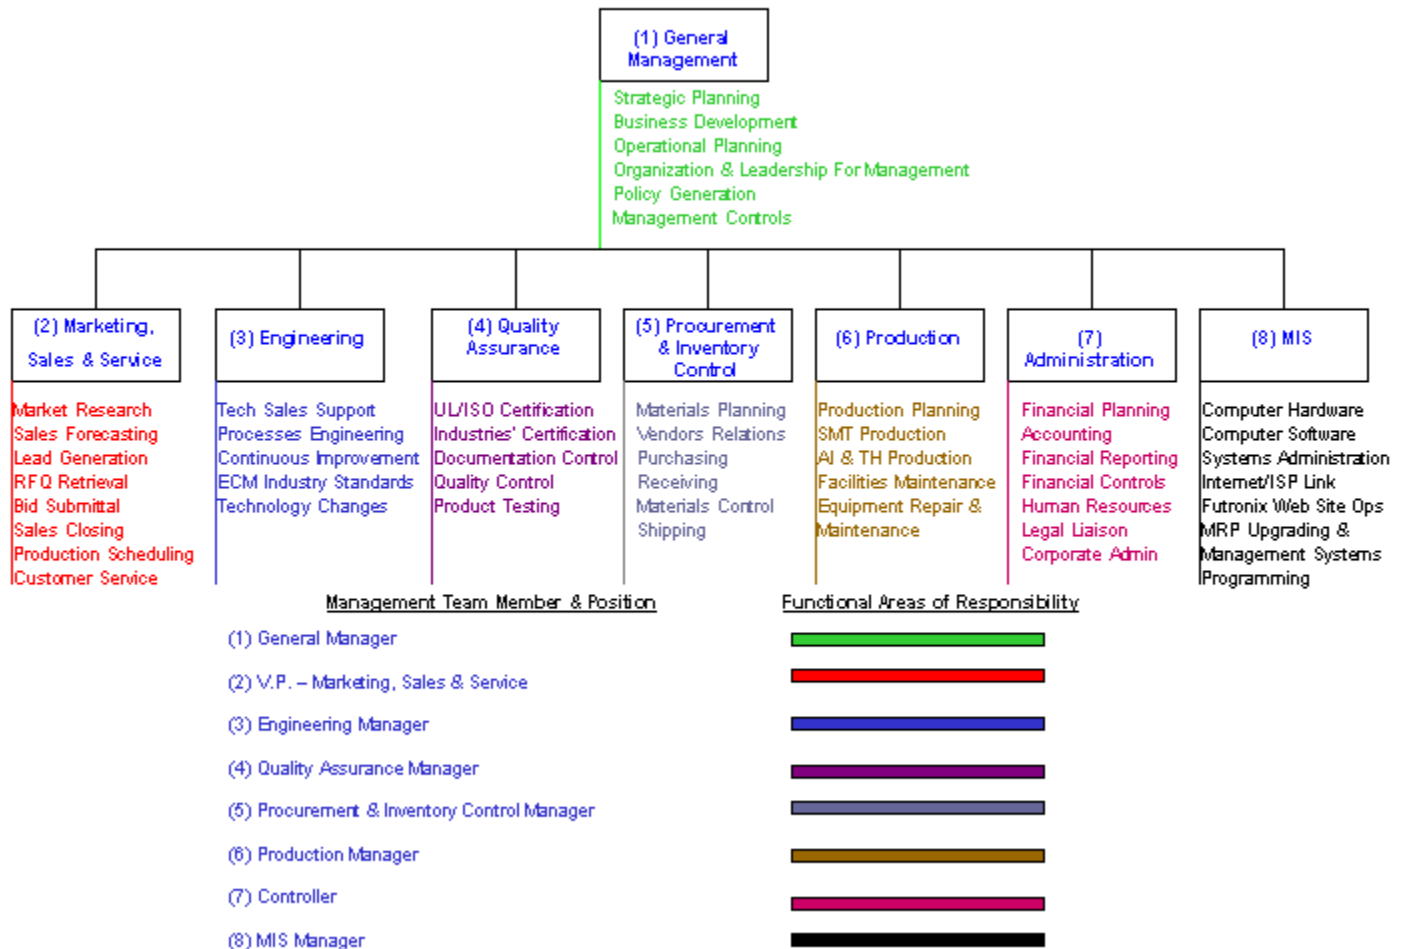 (1) General
Management
Strategic Planning
Business Development
Operational Planning
Organization & Leadership For Management
Policy Generation
Management Controls
(2) Marketing,
Sales & Service
Market Research
Sales Forecasting
Lead Generation
RFQ Retrieval
Bid Submittal
Sales Closing
Production Scheduling
Customer Service
(3) Engineering
Tech Sales Support
Processes Engineering
Continuous Improvement
ECM Industry Standards
Technology Changes
(4) Quality
Assurance
UL/ISO Certification
Industries' Certification
Documentation Control
Quality Control
Product Testing
(5) Procurement
& Inventory
Control
Materials Planning
Vendors Relations
Purchasing
Receiving
Materials Control
Shipping
(6) Production
Production Planning
SMT Production
AI & TH Production
Facilities Maintenance
Equipment Repair &
Maintenance
(7)
Administration
Financial Planning
Accounting
Financial Reporting
Financial Controls
Human Resources
Legal Liaison
Corporate Admin
(8) MIS
Computer Hardware
Computer Software
Systems Administration
Internet/ISP Link
Futronix Web Site Ops
MRP Upgrading &
Management Systems
Programming
Management Team Member & Position
Functional Areas of Responsibility
(1) General Manager
(2) V.P. – Marketing, Sales & Service
(3) Engineering Manager
(4) Quality Assurance Manager
(5) Procurement & Inventory Control Manager
(6) Production Manager
(7) Controller
(8) MIS Manager